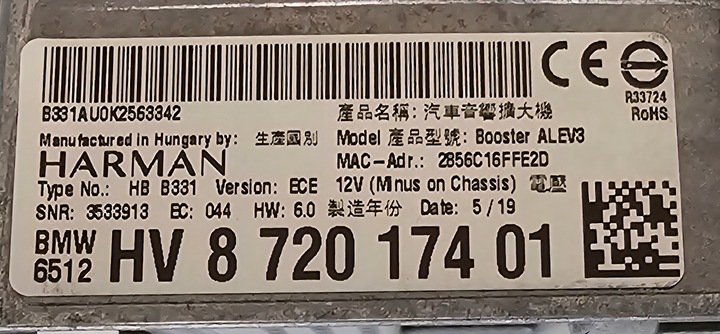 CE
R33724
RoHS
B331AU0K2563342 產品名稱: 汽車音響擴大機
Manufactured in Hungary by: 生產國別 Model 產品型號: Booster ALEV3
HARMAN MAC-Adr.: 2856C16FFE2D
Type No.: HB B331 Version: ECE 12V (Minus on Chassis) 電壓
SNR: 3533913 EC: 044 HW: 6.0 製造年份 Date: 5/19
BMW
6512 HV 8 720 174 01